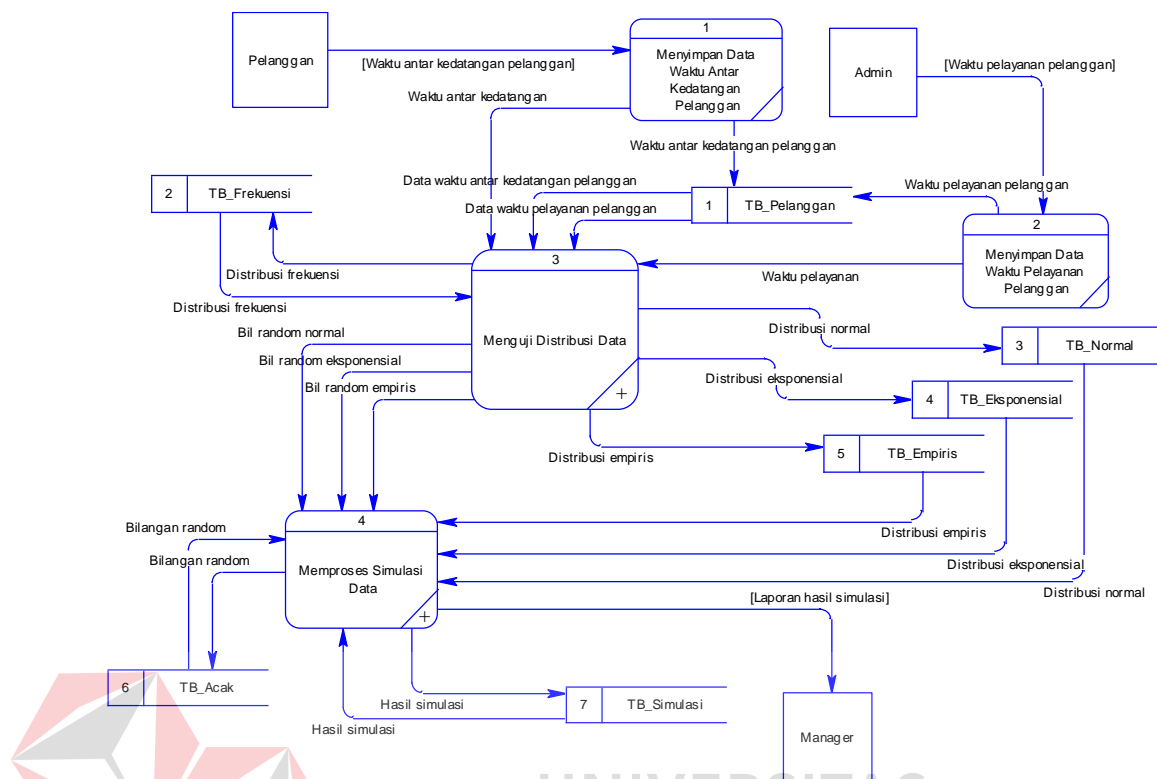 1
Pelanggan
[Waktu antar kedatangan pelanggan]
Menyimpan Data
Waktu Antar
Kedatangan
Pelanggan
Admin
[Waktu pelayanan pelanggan]
Waktu antar kedatangan
Waktu antar kedatangan pelanggan
Data waktu antar kedatangan pelanggan
Waktu pelayanan pelanggan
2 TB_Frekuensi
1 TB_Pelanggan
Data waktu pelayanan pelanggan
2
Menyimpan Data
Waktu Pelayanan
Pelanggan
3
Menguji Distribusi Data
+
Waktu pelayanan
Distribusi frekuensi
Distribusi frekuensi
Bil random normal
Bil random eksponensial
Bil random empiris
Distribusi normal
3 TB_Normal
Distribusi eksponensial
4 TB_Eksponensial
Distribusi empiris
5 TB_Empiris
4
Memproses Simulasi
Data
+
Bilangan random
Bilangan random
Distribusi empiris
Distribusi eksponensial
Distribusi normal
[Laporan hasil simulasi]
6 TB_Acak
Hasil simulasi
Hasil simulasi
7 TB_Simulasi
Manager
UNIVERSITAS